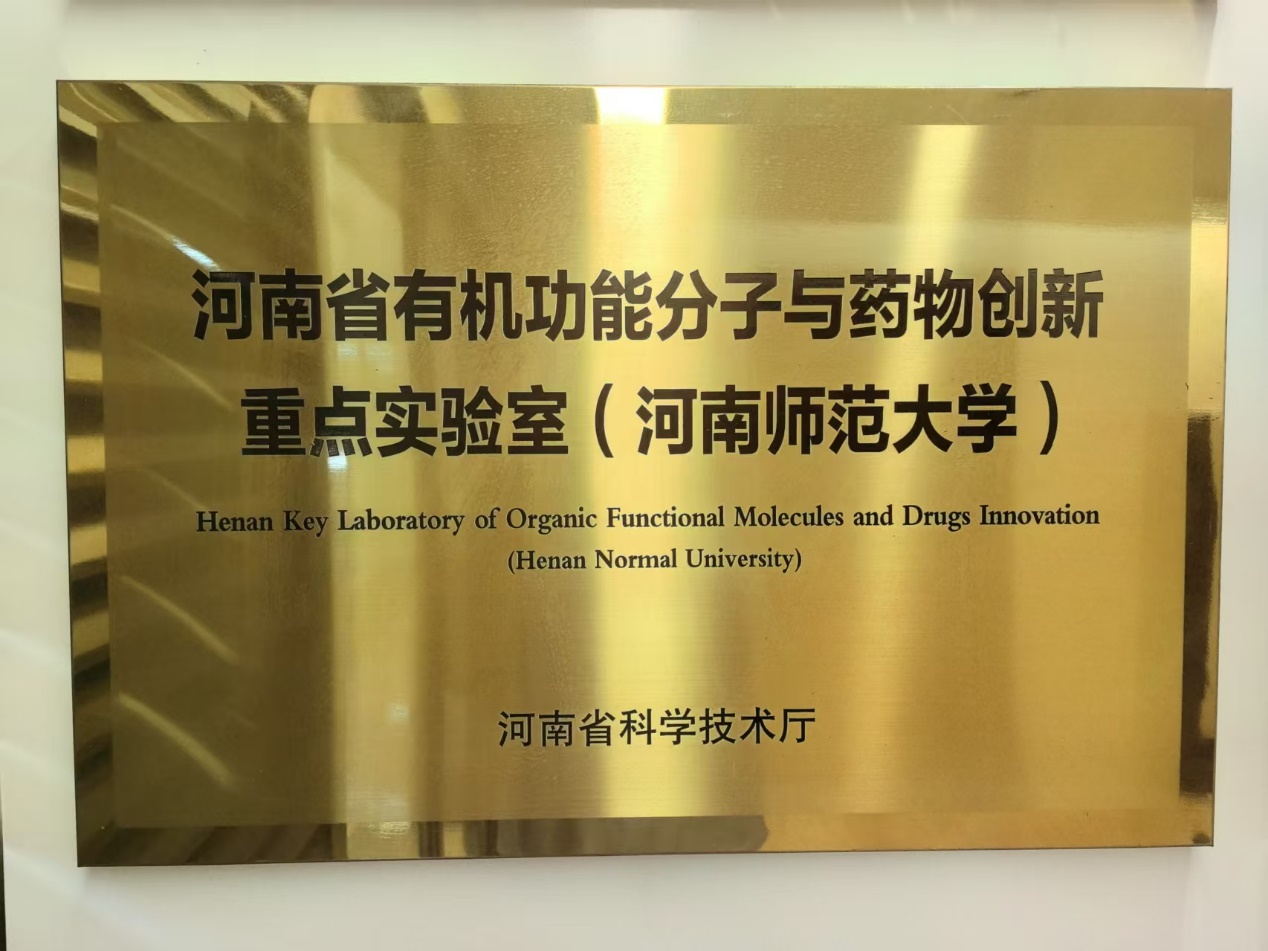 河南省有机功能分子与药物创新
重点实验室（河南师范大学）
Henan Key Laboratory of Organic Functional Molecules and Drugs Innovation
(Henan Normal University)
河南省科学技术厅